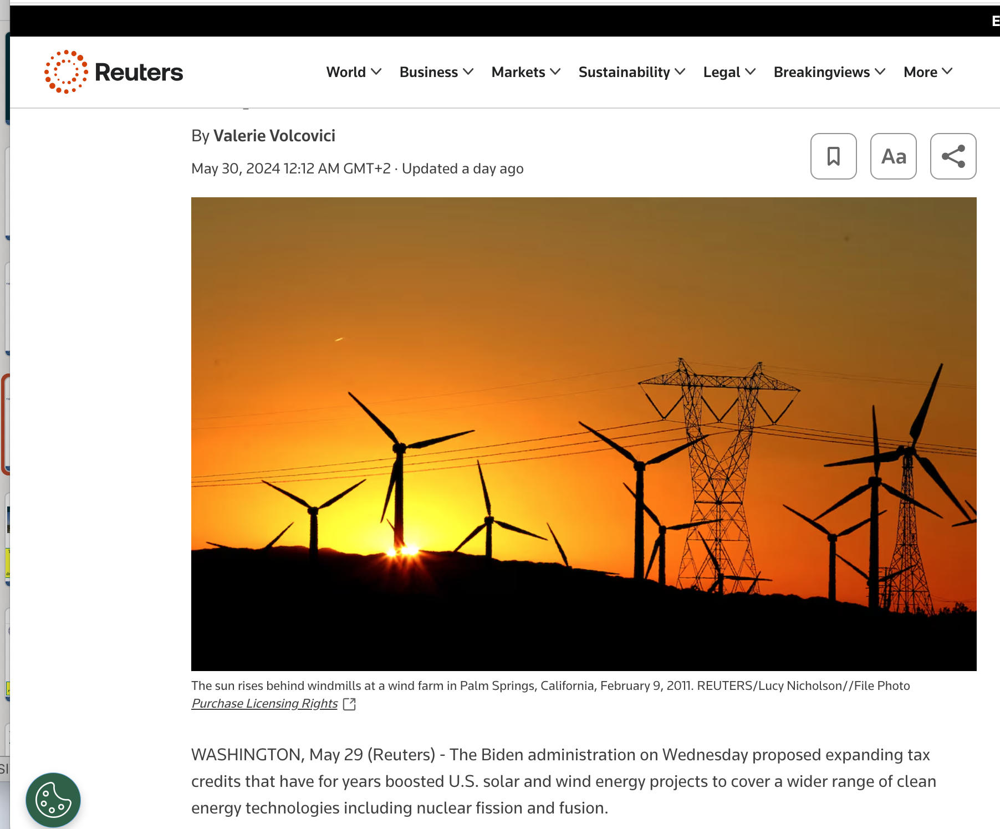 E
Reuters
World Business Markets Sustainability Legal Breakingviews More
By Valerie Volcovici
May 30, 2024 12:12 AM GMT+2 · Updated a day ago
Aa
The sun rises behind windmills at a wind farm in Palm Springs, California, February 9, 2011. REUTERS/Lucy Nicholson//File Photo
Purchase Licensing Rights
WASHINGTON, May 29 (Reuters) - The Biden administration on Wednesday proposed expanding tax
credits that have for years boosted U.S. solar and wind energy projects to cover a wider range of clean
energy technologies including nuclear fission and fusion.